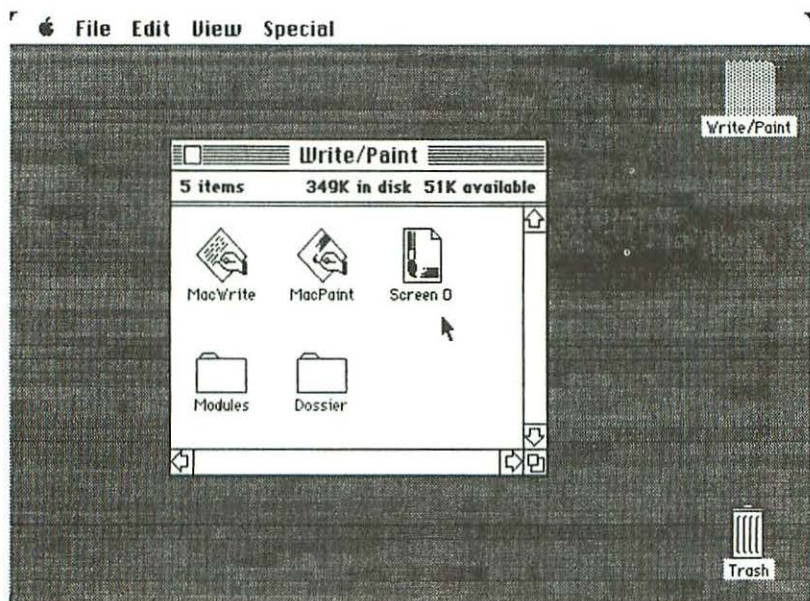 File Edit View Special
Write/Paint
Write/Paint
5 items 349K in disk 51K available
MacWrite MacPaint Screen 0
Modules Dossier
Trash